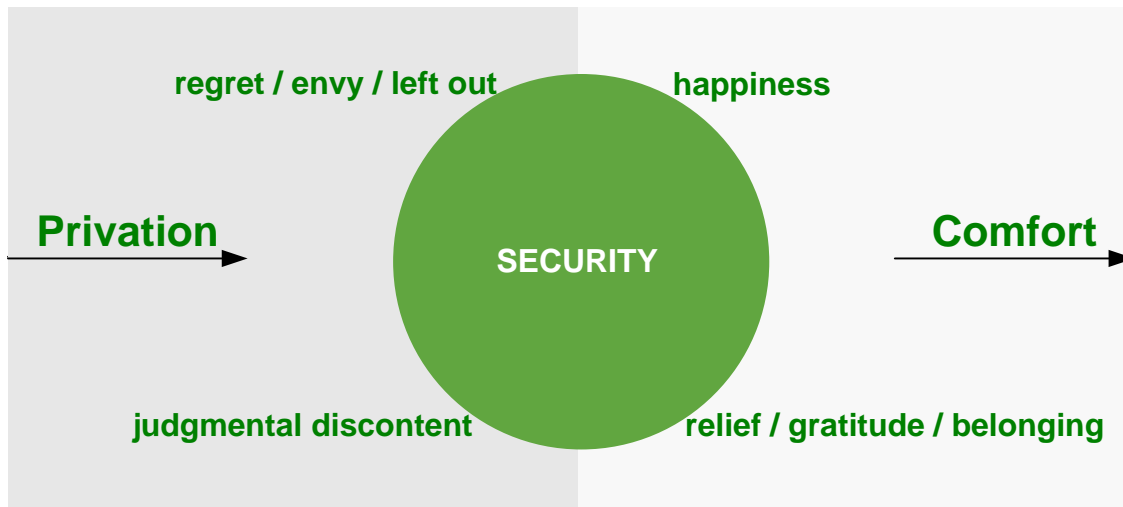 regret / envy / left out
happiness
Privation
Comfort
SECURITY
judgmental discontent
relief / gratitude / belonging